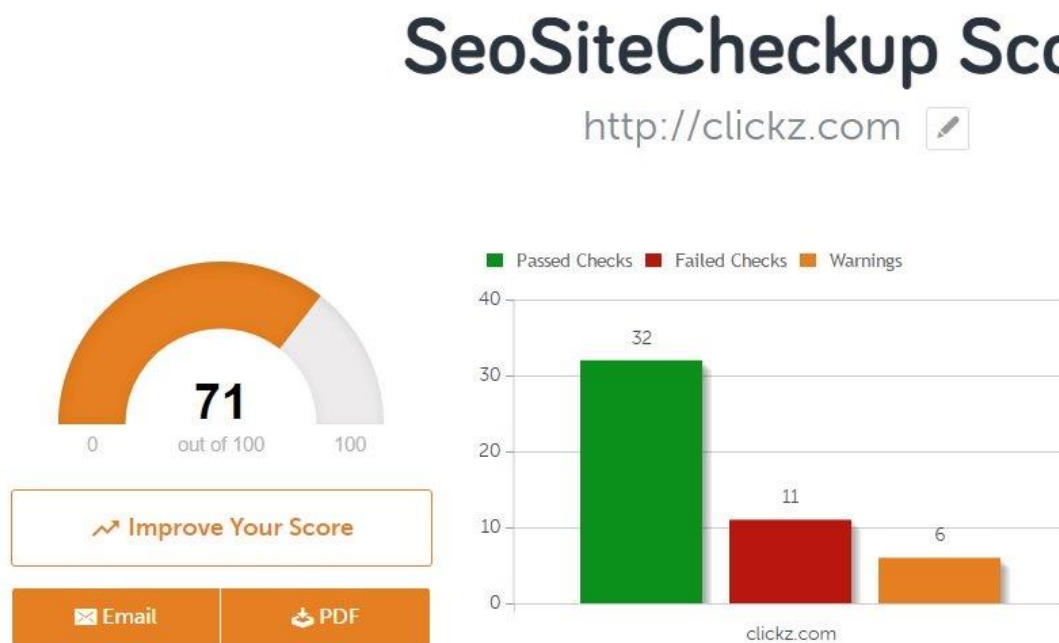 SeoSiteCheckup Sco
http://clickz.com
Passed Checks Failed Checks Warnings
40
32
30
20
11
10
6
0
clickz.com
71
0 out of 100 100
Improve Your Score
Email PDF